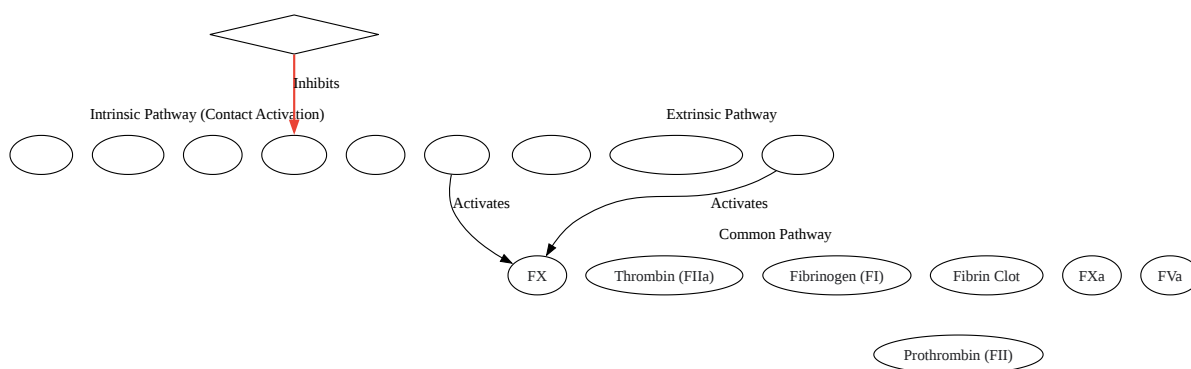 Inhibits
Intrinsic Pathway (Contact Activation)
Extrinsic Pathway
Activates
Activates
Common Pathway
FX
Thrombin (FIIa)
Fibrinogen (FI)
Fibrin Clot
FXa
FVa
Prothrombin (FII)